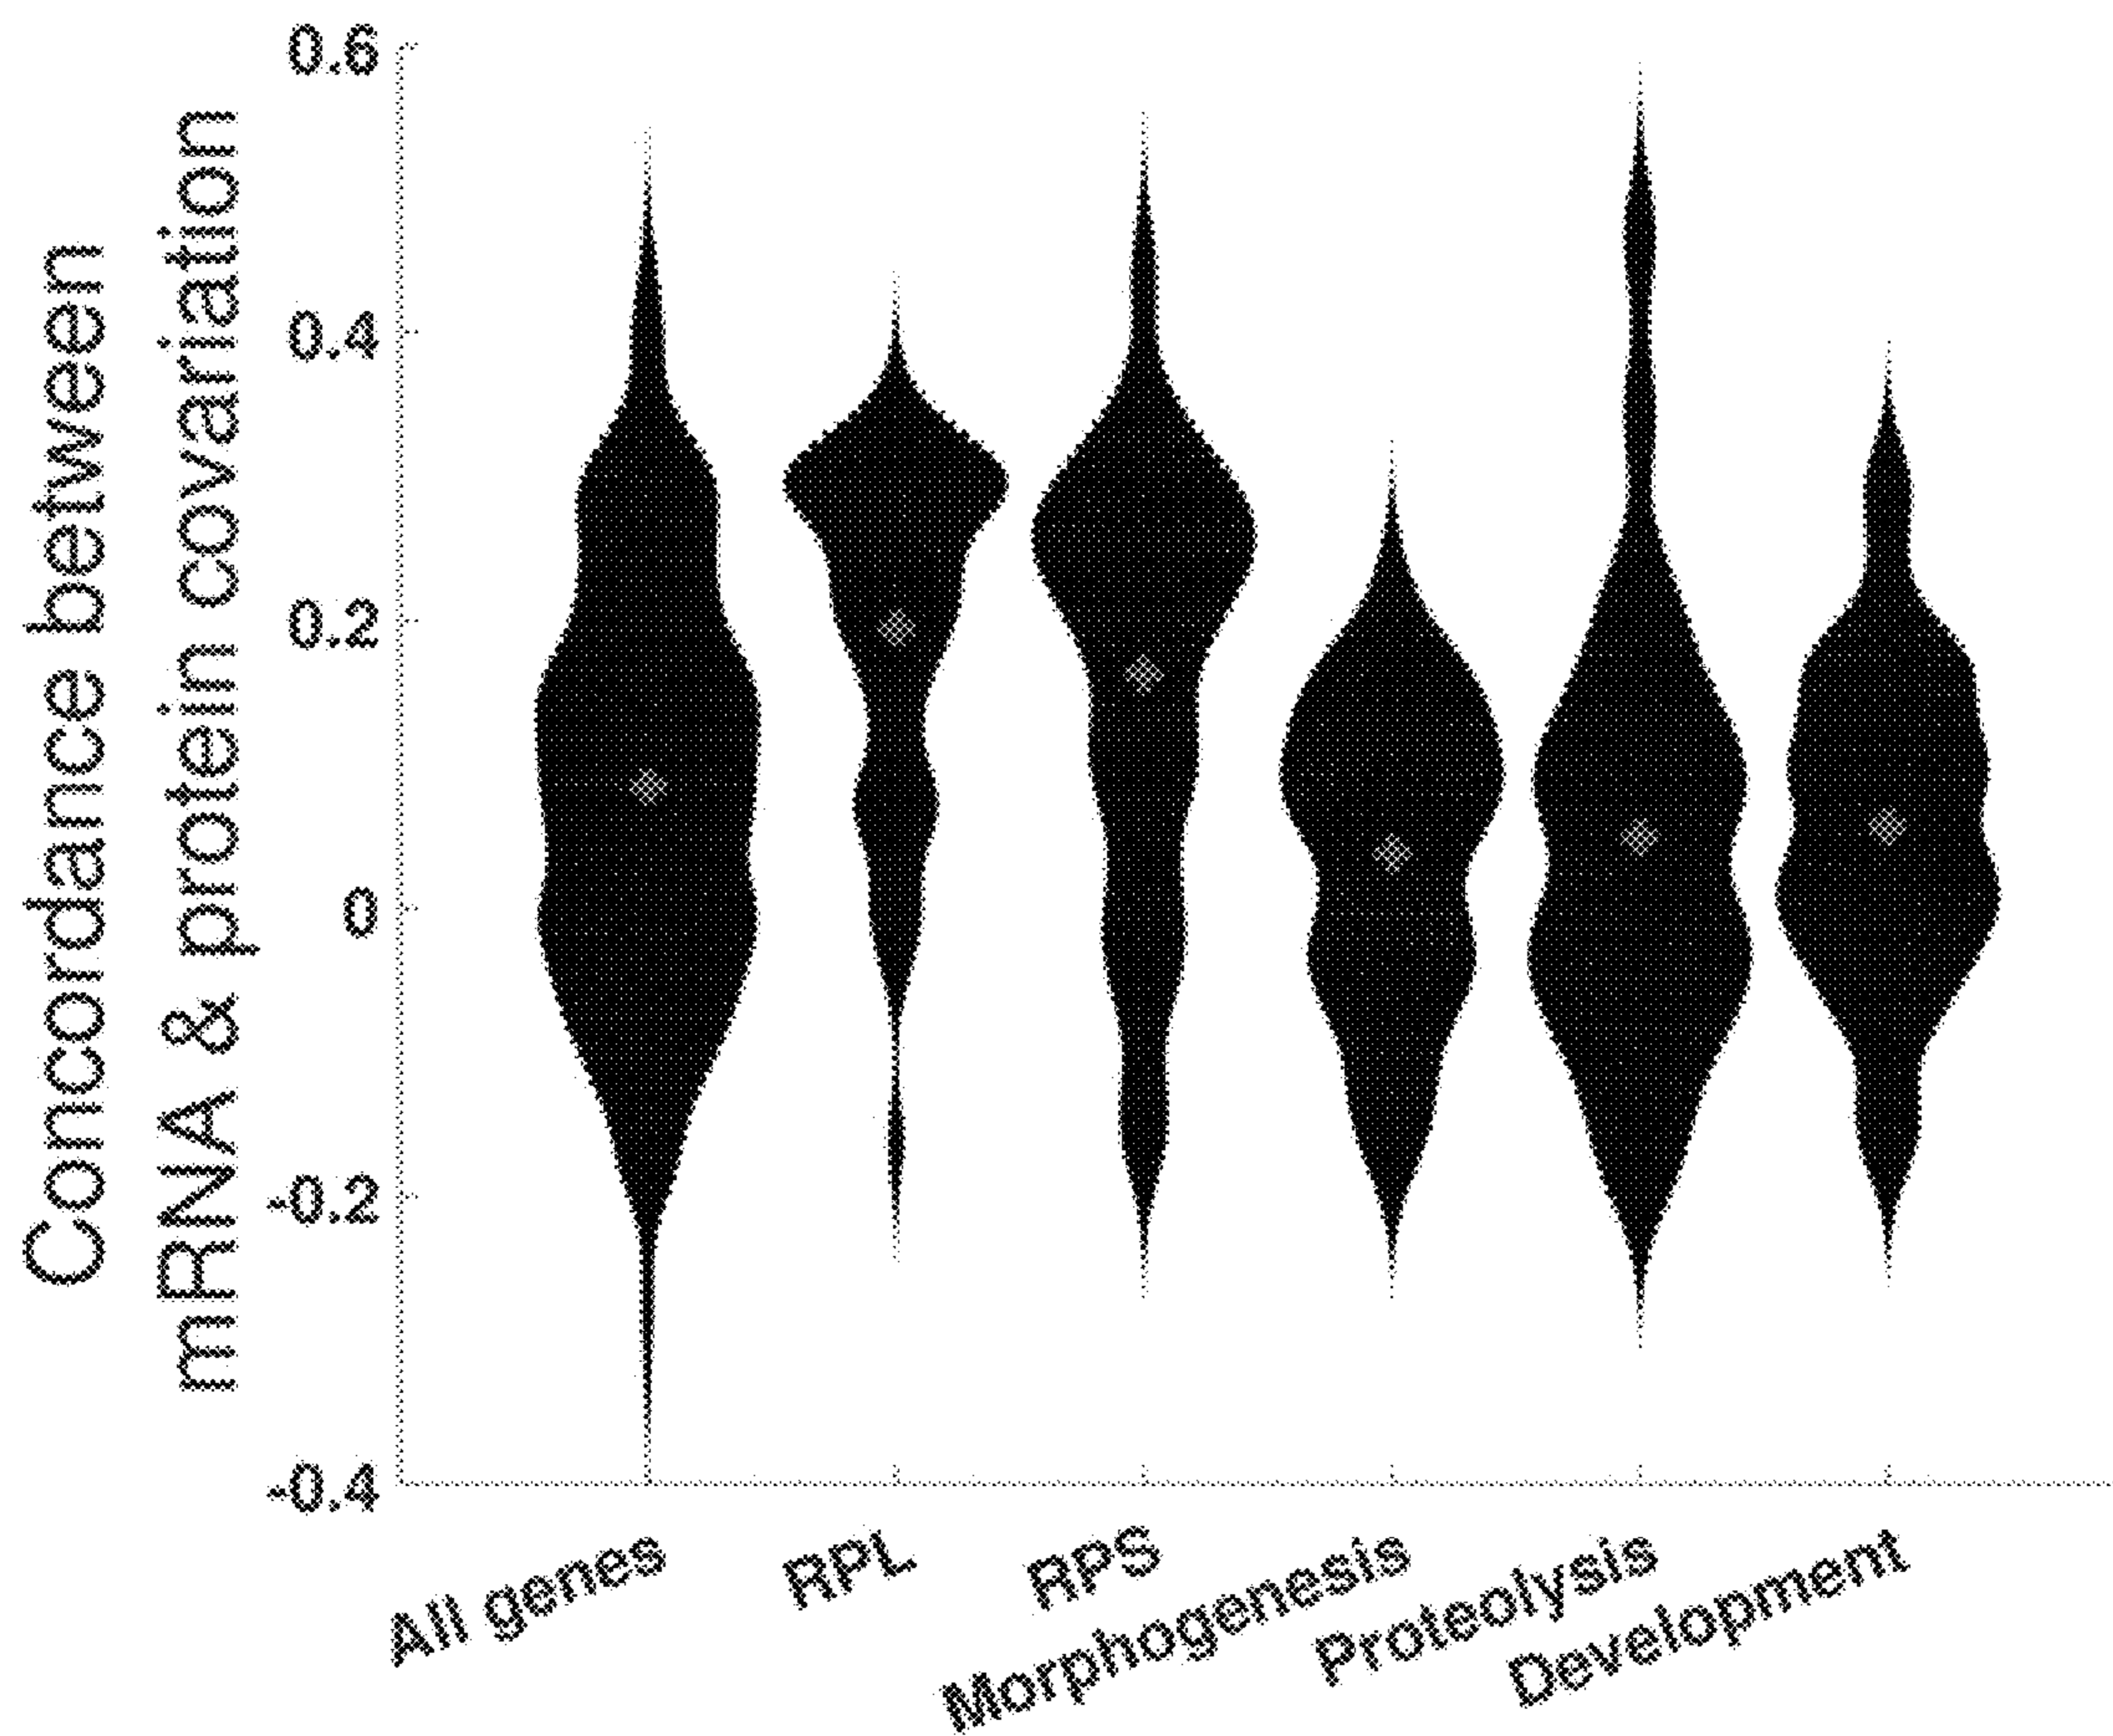 Concordance between
mRNA & protein covariation
0.6
0.4
0.2
0
-0.2
-0.4
All genes
RPL
RPS
Morphogenesis
Proteolysis
Development